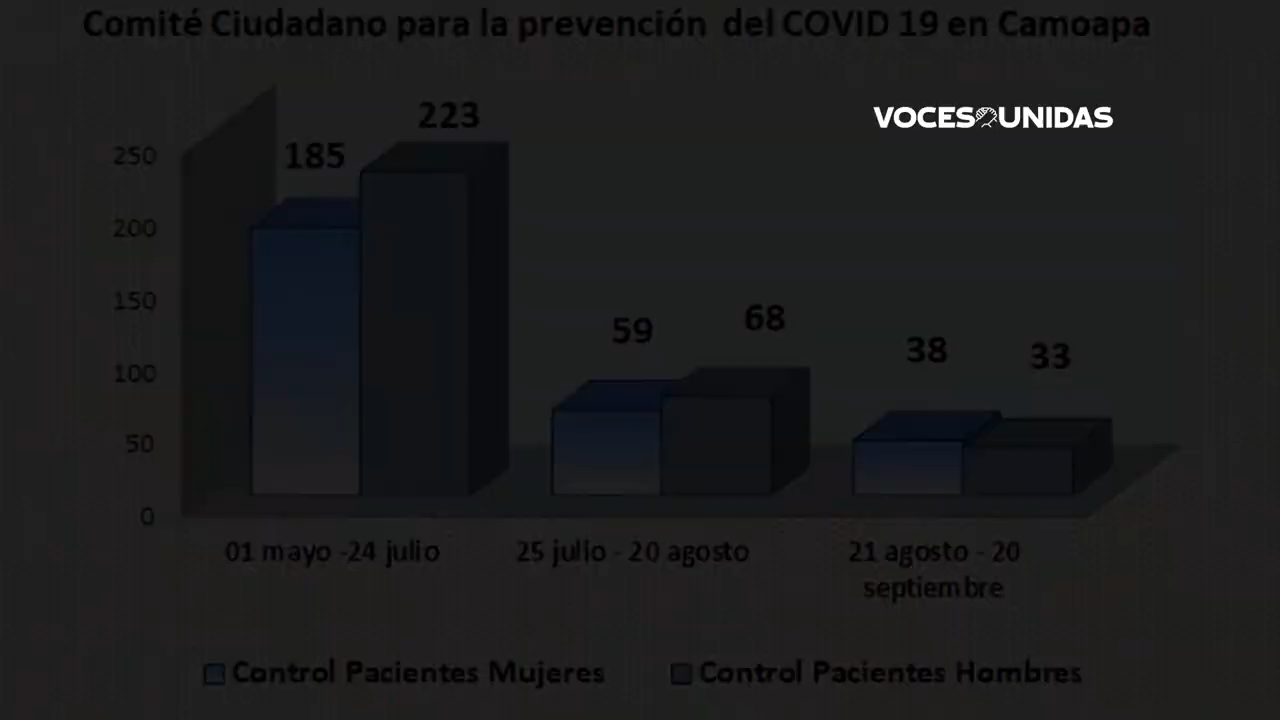 Comité Ciudadano para la prevención del COVID 19 en Camoapa
VOCES UNIDAS
250
200
150
100
50
0
185
223
59
68
38
33
01 mayo -24 julio
25 julio - 20 agosto
21 agosto - 20
septiembre
Control Pacientes Mujeres
Control Pacientes Hombres